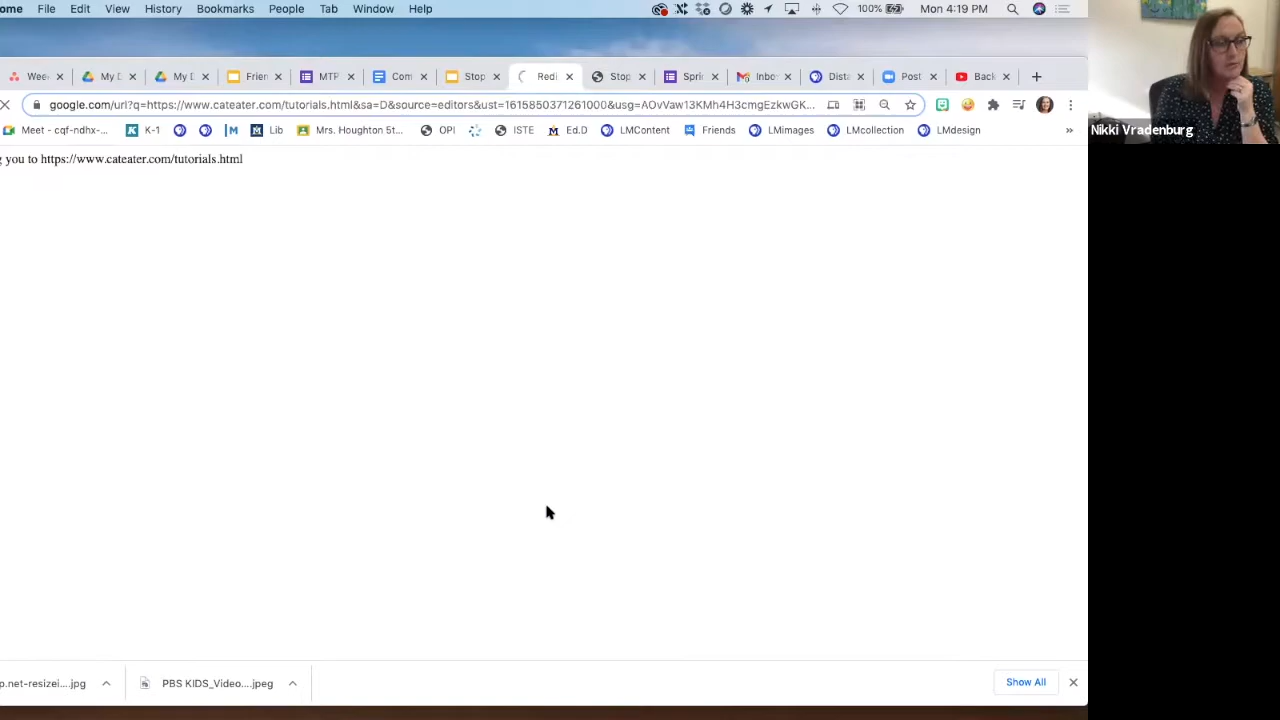 ome File Edit View History Bookmarks People Tab Window Help 100% Mon 4:19 PM
Wee My D My D Frien MTP Com Stop Redi Stop Spri Inbo Dista Post Back
google.com/url?q=https://www.cateater.com/tutorials.html&sa=D&source=editors&ust=1615850371261000&usg=AOvVaw13KMh4H3cmgEzkwGK...
Meet - cqf-ndhx-... K-1 Lib Mrs. Houghton 5t... OPI ISTE Ed.D LMContent Friends LMimages LMcollection LMdesign »
Nikki Vradenburg
g you to https://www.cateater.com/tutorials.html
p.net-resizei....jpg PBS KIDS_Video....jpeg Show All